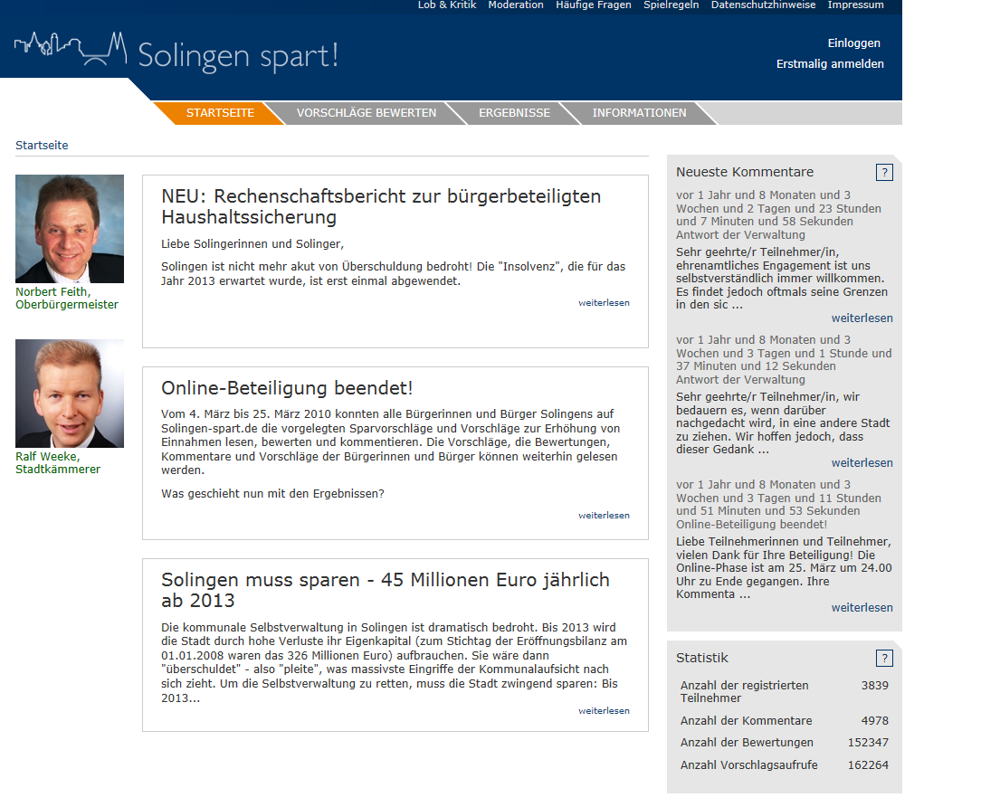 Lob & Kritik Moderation Häufige Fragen Spielregeln Datenschutzhinweise Impressum
Solingen spart!
Einloggen
Erstmalig anmelden
STARTSEITE VORSCHLÄGE BEWERTEN ERGEBNISSE INFORMATIONEN
Startseite
Norbert Feith,
Oberbürgermeister
Ralf Weeke,
Stadtkämmerer
NEU: Rechenschaftsbericht zur bürgerbeteiligten
Haushaltssicherung
Liebe Solingerinnen und Solinger,
Solingen ist nicht mehr akut von Überschuldung bedroht! Die "Insolvenz", die für das
Jahr 2013 erwartet wurde, ist erst einmal abgewendet.
weiterlesen
Online-Beteiligung beendet!
Vom 4. März bis 25. März 2010 konnten alle Bürgerinnen und Bürger Solingens auf
Solingen-spart.de die vorgelegten Sparvorschläge und Vorschläge zur Erhöhung von
Einnahmen lesen, bewerten und kommentieren. Die Vorschläge, die Bewertungen,
Kommentare und Vorschläge der Bürgerinnen und Bürger können weiterhin gelesen
werden.
Was geschieht nun mit den Ergebnissen?
weiterlesen
Solingen muss sparen - 45 Millionen Euro jährlich
ab 2013
Die kommunale Selbstverwaltung in Solingen ist dramatisch bedroht. Bis 2013 wird
die Stadt durch hohe Verluste ihr Eigenkapital (zum Stichtag der Eröffnungsbilanz am
01.01.2008 waren das 326 Millionen Euro) aufbrauchen. Sie wäre dann
"überschuldet" - also "pleite", was massivste Eingriffe der Kommunalaufsicht nach
sich zieht. Um die Selbstverwaltung zu retten, muss die Stadt zwingend sparen: Bis
2013...
weiterlesen
Neueste Kommentare ?
vor 1 Jahr und 8 Monaten und 3
Wochen und 2 Tagen und 23 Stunden
und 7 Minuten und 58 Sekunden
Antwort der Verwaltung
Sehr geehrte/r Teilnehmer/in,
ehrenamtliches Engagement ist uns
selbstverständlich immer willkommen.
Es findet jedoch oftmals seine Grenzen
in den sic ...
weiterlesen
vor 1 Jahr und 8 Monaten und 3
Wochen und 3 Tagen und 1 Stunde und
37 Minuten und 12 Sekunden
Antwort der Verwaltung
Sehr geehrte/r Teilnehmer/in, wir
bedauern es, wenn darüber
nachgedacht wird, in eine andere Stadt
zu ziehen. Wir hoffen jedoch, dass
dieser Gedank ...
weiterlesen
vor 1 Jahr und 8 Monaten und 3
Wochen und 3 Tagen und 11 Stunden
und 51 Minuten und 53 Sekunden
Online-Beteiligung beendet!
Liebe Teilnehmerinnen und Teilnehmer,
vielen Dank für Ihre Beteiligung! Die
Online-Phase ist am 25. März um 24.00
Uhr zu Ende gegangen. Ihre
Kommenta ...
weiterlesen
Statistik ?
Anzahl der registrierten 3839
Teilnehmer
Anzahl der Kommentare 4978
Anzahl der Bewertungen 152347
Anzahl Vorschlagsaufrufe 162264